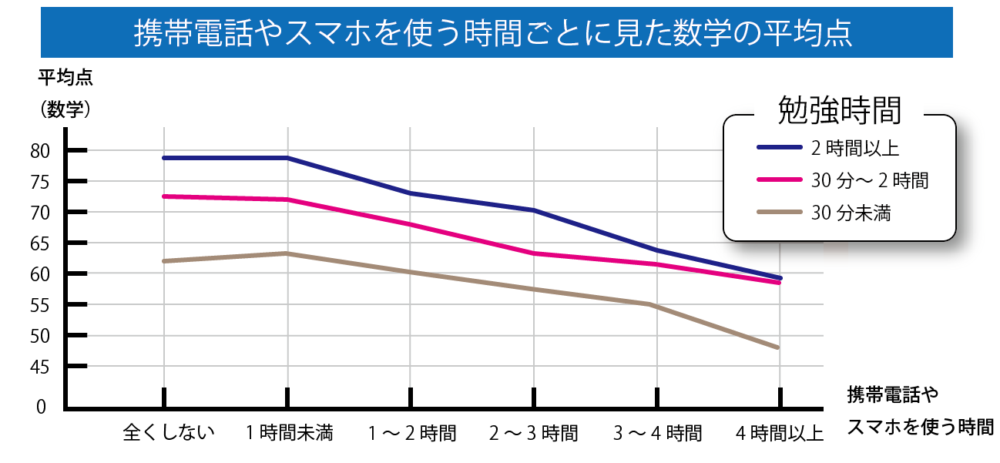 携帯電話やスマホを使う時間ごとに見た数学の平均点
平均点
（数学）
勉強時間
2 時間以上
30 分～ 2 時間
30 分未満
80
75
70
65
60
55
50
45
0
全くしない
1 時間未満
1 ～ 2 時間
2 ～ 3 時間
3 ～ 4 時間
4 時間以上
携帯電話や
スマホを使う時間